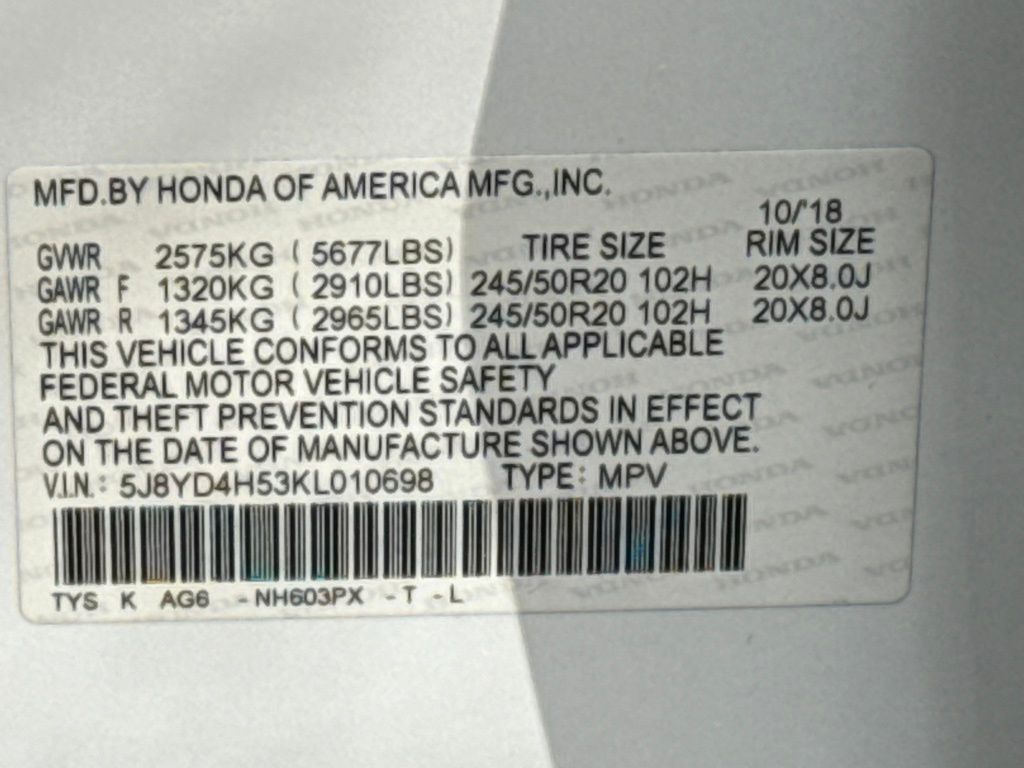 MFD.BY HONDA OF AMERICA MFG.,INC.
10/'18
GVWR 2575KG ( 5677LBS) TIRE SIZE RIM SIZE
GAWR F 1320KG ( 2910LBS) 245/50R20 102H 20X8.0J
GAWR R 1345KG ( 2965LBS) 245/50R20 102H 20X8.0J
THIS VEHICLE CONFORMS TO ALL APPLICABLE
FEDERAL MOTOR VEHICLE SAFETY
AND THEFT PREVENTION STANDARDS IN EFFECT
ON THE DATE OF MANUFACTURE SHOWN ABOVE.
V.I.N.: 5J8YD4H53KL010698 TYPE: MPV
TYS K AG6 -NH603PX -T -L